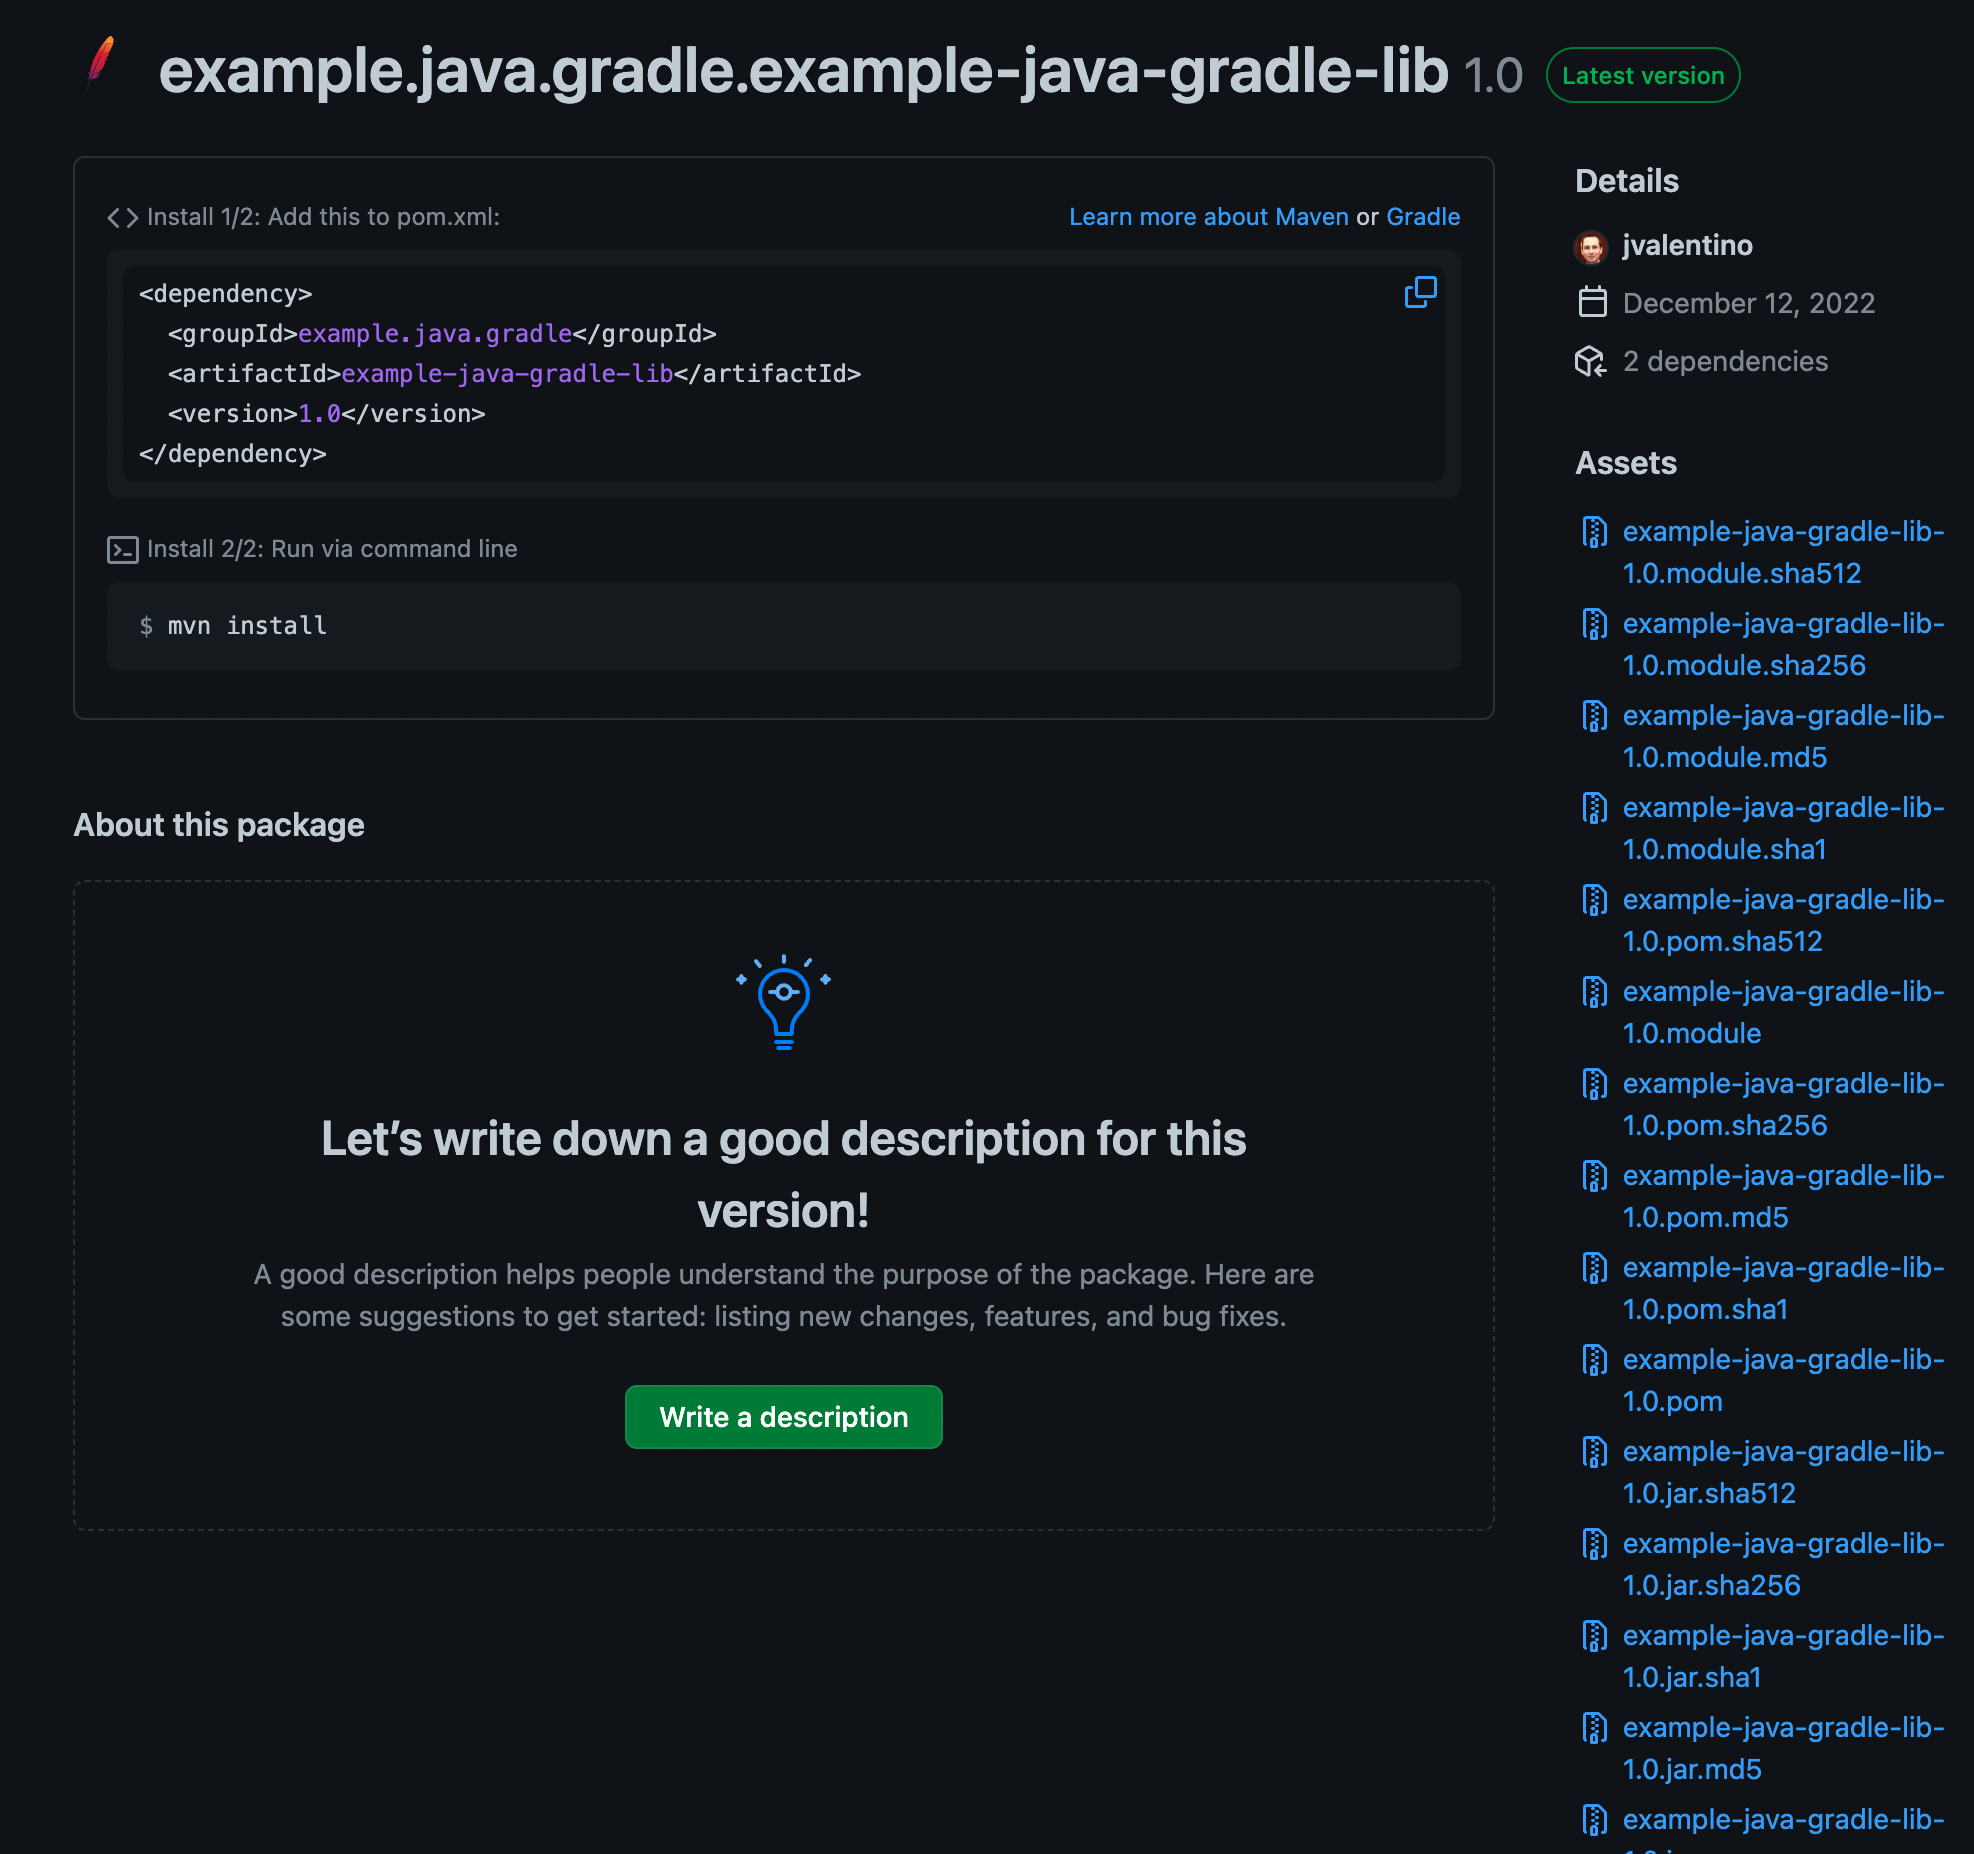 example.java.gradle.example-java-gradle-lib 1.0 Latest version
Install 1/2: Add this to pom.xml:
Learn more about Maven or Gradle
<dependency>
  <groupId>example.java.gradle</groupId>
  <artifactId>example-java-gradle-lib</artifactId>
  <version>1.0</version>
</dependency>
Install 2/2: Run via command line
$ mvn install
About this package
Let’s write down a good description for this
version!
A good description helps people understand the purpose of the package. Here are
some suggestions to get started: listing new changes, features, and bug fixes.
Write a description
Details
jvalentino
December 12, 2022
2 dependencies
Assets
example-java-gradle-lib-
1.0.module.sha512
example-java-gradle-lib-
1.0.module.sha256
example-java-gradle-lib-
1.0.module.md5
example-java-gradle-lib-
1.0.module.sha1
example-java-gradle-lib-
1.0.pom.sha512
example-java-gradle-lib-
1.0.module
example-java-gradle-lib-
1.0.pom.sha256
example-java-gradle-lib-
1.0.pom.md5
example-java-gradle-lib-
1.0.pom.sha1
example-java-gradle-lib-
1.0.pom
example-java-gradle-lib-
1.0.jar.sha512
example-java-gradle-lib-
1.0.jar.sha256
example-java-gradle-lib-
1.0.jar.sha1
example-java-gradle-lib-
1.0.jar.md5
example-java-gradle-lib-